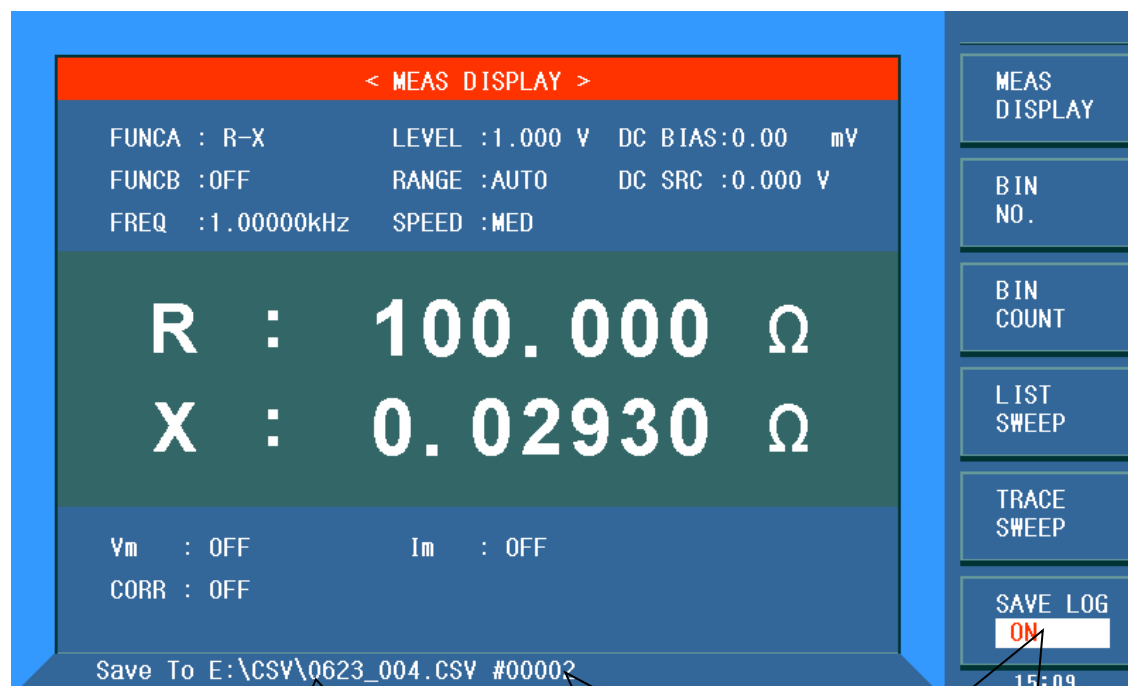 < MEAS DISPLAY >
FUNCA : R-X LEVEL :1.000 V DC BIAS:0.00 mV
FUNCB :OFF RANGE :AUTO DC SRC :0.000 V
FREQ :1.00000kHz SPEED :MED
R : 100.000 Ω
X : 0.02930 Ω
Vm : OFF Im : OFF
CORR : OFF
Save To E:\CSV\0623_004.CSV #00002
MEAS
DISPLAY
BIN
NO.
BIN
COUNT
LIST
SWEEP
TRACE
SWEEP
SAVE LOG
ON
15:09